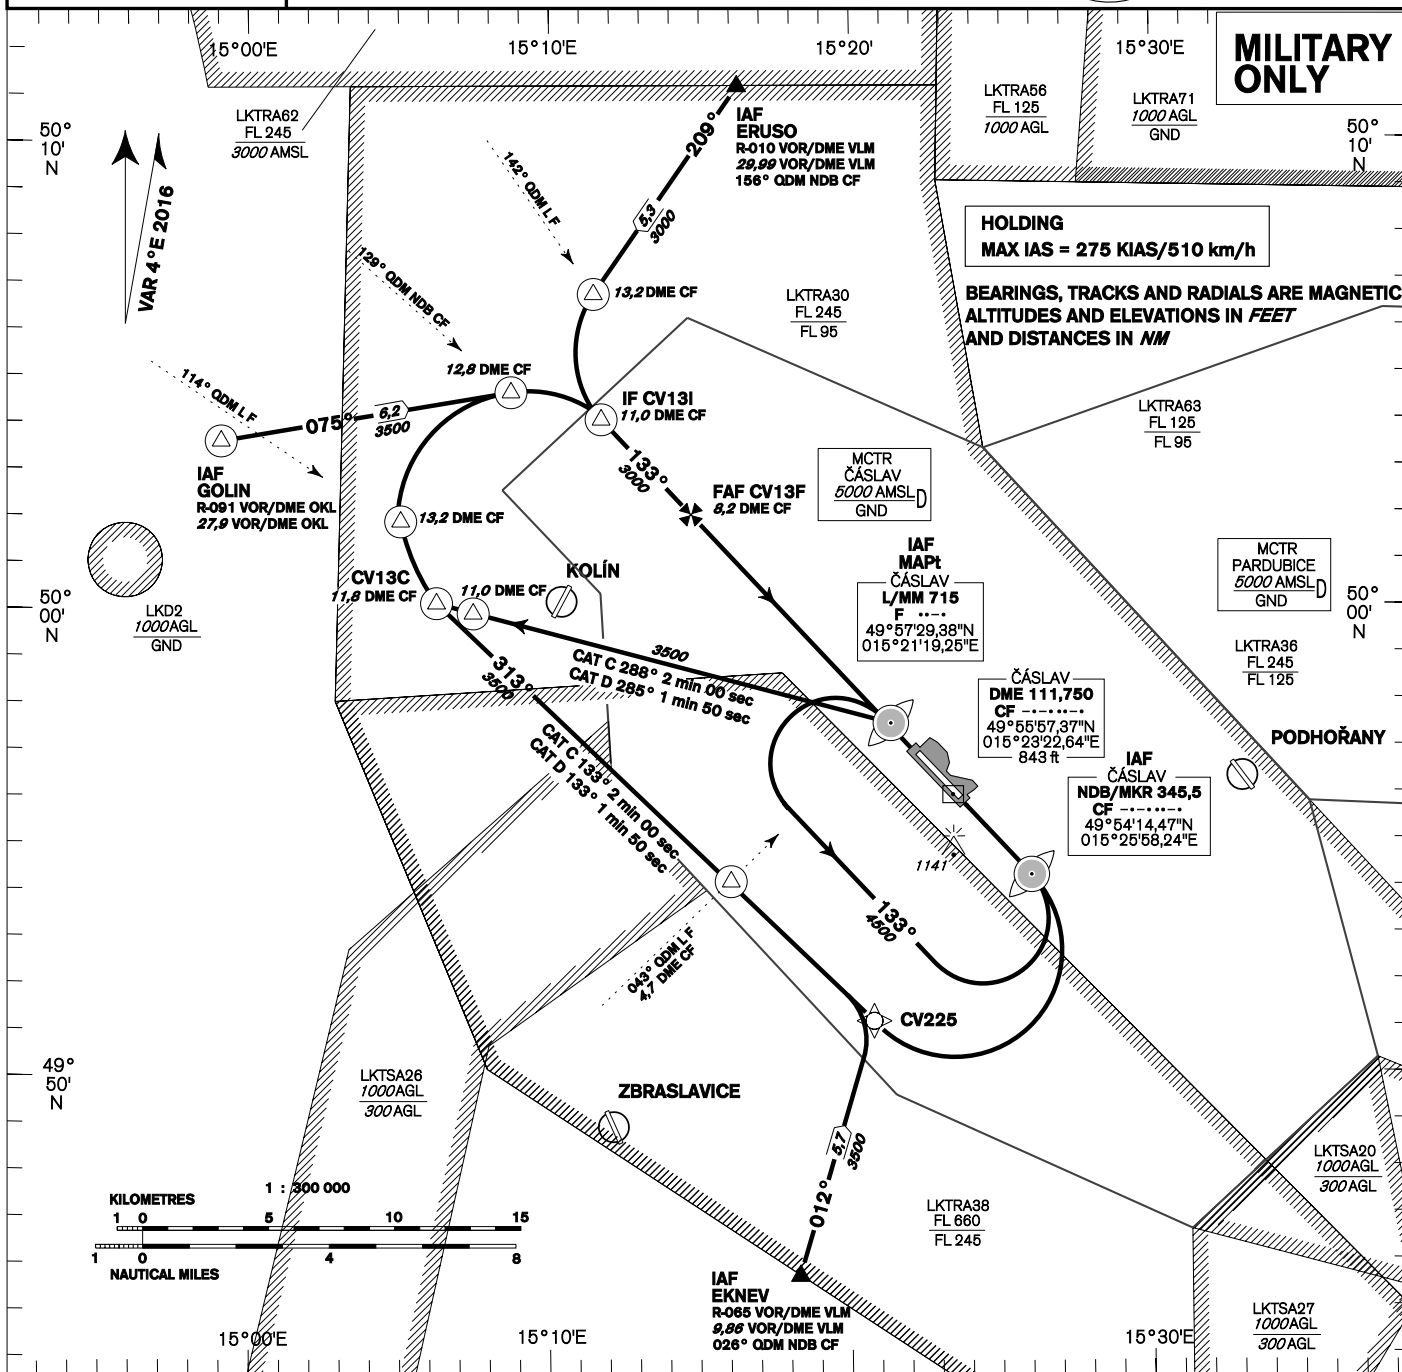 15°00'E
15°10'E
15°20'
15°30'E
MILITARY
ONLY
LKTRA62
FL 245
3000 AMSL
LKTRA56
FL 125
1000 AGL
LKTRA71
1000 AGL
GND
50°
10'
N
50°
10'
N
VAR 4°E 2016
IAF
ERUSO
R-010 VOR/DME VLM
29,99 VOR/DME VLM
156° QDM NDB CF
209°
5,3
3000
142° QDM L F
HOLDING
MAX IAS = 275 KIAS/510 km/h
BEARINGS, TRACKS AND RADIALS ARE MAGNETIC
ALTITUDES AND ELEVATIONS IN FEET
AND DISTANCES IN NM
129° QDM NDB CF
13,2 DME CF
LKTRA30
FL 245
FL 95
12,8 DME CF
114° QDM L F
075°
6,2
3500
IF CV13I
11,0 DME CF
LKTRA63
FL 125
FL 95
IAF
GOLIN
R-091 VOR/DME OKL
27,9 VOR/DME OKL
133°
3000
FAF CV13F
8,2 DME CF
MCTR
ČÁSLAV
5000 AMSL
GND
D
13,2 DME CF
IAF
MAPt
ČÁSLAV
L/MM 715
F ··–·
49°57'29,38"N
015°21'19,25"E
MCTR
PARDUBICE
5000 AMSL
GND
D
KOLÍN
CV13C
11,8 DME CF
11,0 DME CF
LKD2
1000AGL
GND
50°
00'
N
50°
00'
N
LKTRA36
FL 245
FL 125
3500
CAT C 288° 2 min 00 sec
CAT D 285° 1 min 50 sec
313°
3500
ČÁSLAV
DME 111,750
CF –·–· ··–·
49°55'57,37"N
015°23'22,64"E
843 ft
PODHOŘANY
CAT C 133° 2 min 00 sec
CAT D 133° 1 min 50 sec
IAF
ČÁSLAV
NDB/MKR 345,5
CF –·–· ··–·
49°54'14,47"N
015°25'58,24"E
1141
133°
4500
043° QDM L F
4,7 DME CF
CV225
49°
50'
N
LKTSA26
1000AGL
300 AGL
ZBRASLAVICE
5,7
3500
012°
LKTSA20
1000AGL
300 AGL
1 : 300 000
KILOMETRES
1 0 5 10 15
1 0 4 8
NAUTICAL MILES
LKTRA38
FL 660
FL 245
IAF
EKNEV
R-065 VOR/DME VLM
9,86 VOR/DME VLM
026° QDM NDB CF
LKTSA27
1000AGL
300 AGL
15°00'E
15°10'E
15°30'E